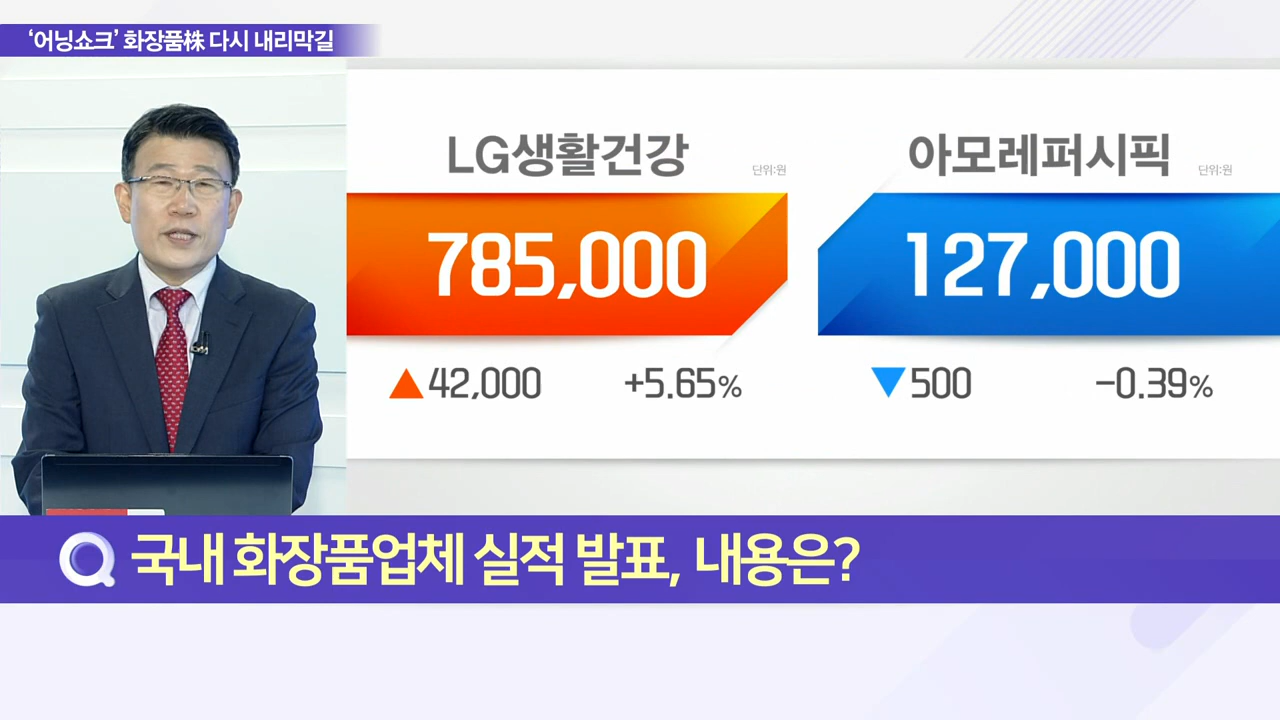 ‘어닝쇼크’ 화장품株 다시 내리막길
LG생활건강 단위:원
785,000
▲42,000 +5.65%
아모레퍼시픽 단위:원
127,000
▼500 -0.39%
Q 국내 화장품업체 실적 발표, 내용은?